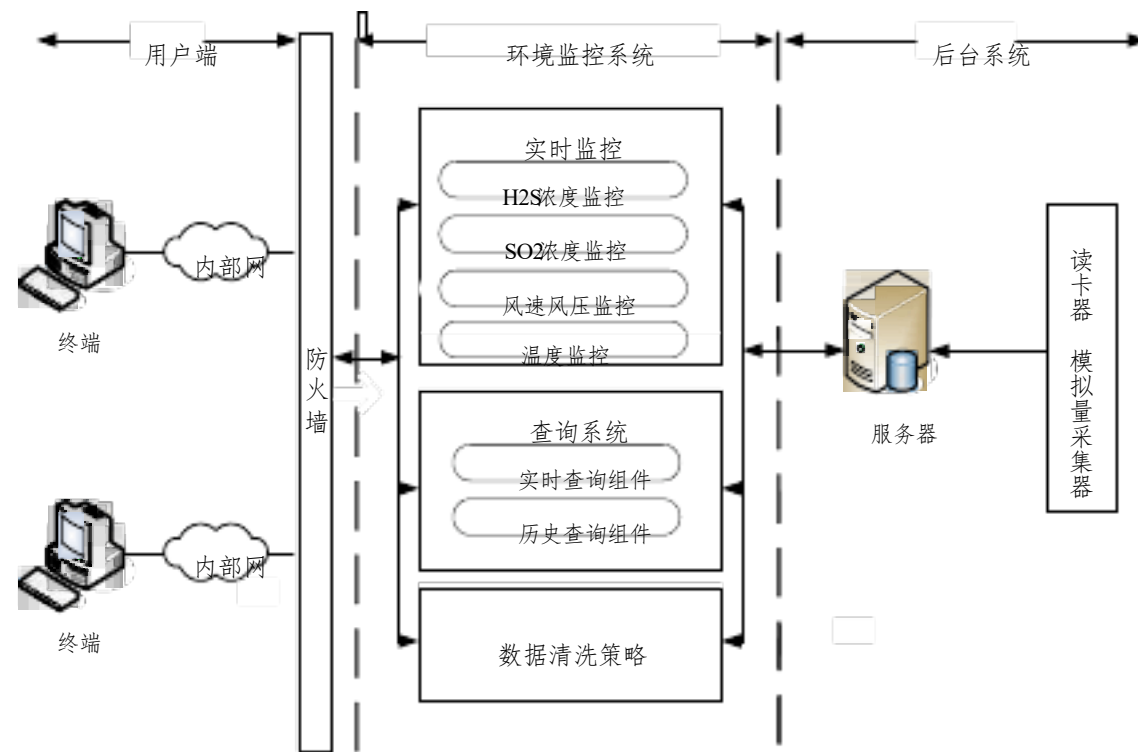 用户端
环境监控系统
后台系统
实时监控
H2S浓度监控
SO2浓度监控
风速风压监控
温度监控
内部网
终端
防火墙
查询系统
实时查询组件
历史查询组件
内部网
终端
数据清洗策略
服务器
读卡器 模拟量采集器